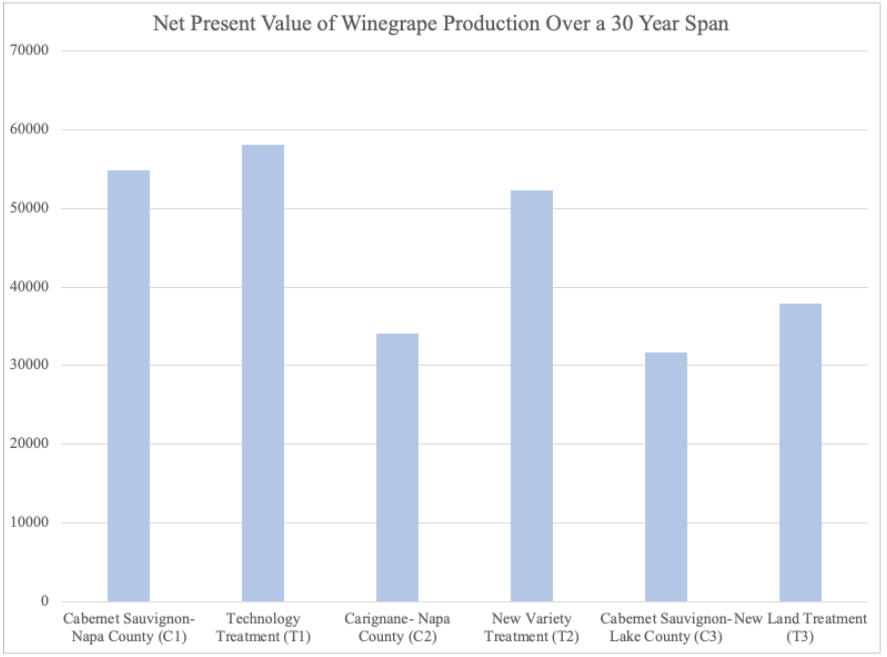 Net Present Value of Winegrape Production Over a 30 Year Span
70000
60000
50000
40000
30000
20000
10000
0
Cabernet Sauvignon-
Napa County (C1)
Technology
Treatment (T1)
Carignane- Napa
County (C2)
New Variety
Treatment (T2)
Cabernet Sauvignon-
Lake County (C3)
New Land Treatment
(T3)